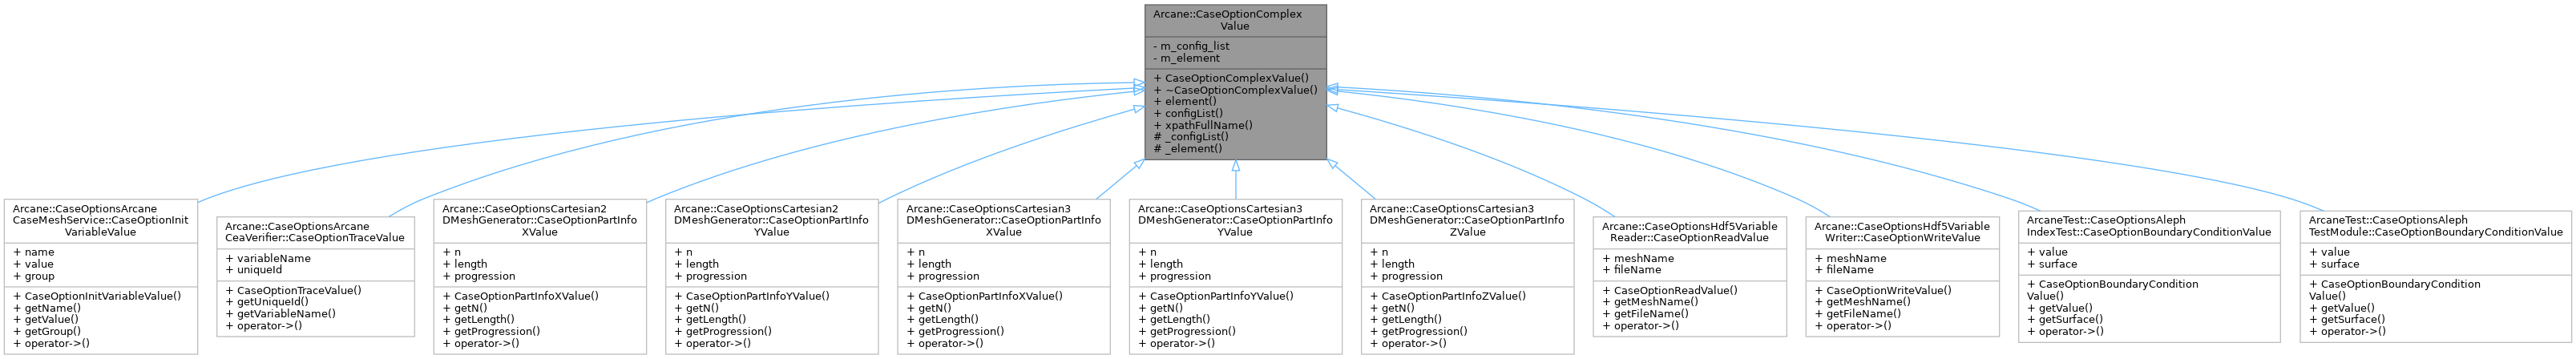 Arcane::CaseOptionComplex
Value
- m_config_list
- m_element
+ CaseOptionComplexValue()
+ ~CaseOptionComplexValue()
+ element()
+ configList()
+ xpathFullName()
# _configList()
# _element()
Arcane::CaseOptionsArcane
CaseMeshService::CaseOptionInit
VariableValue
+ name
+ value
+ group
+ CaseOptionInitVariableValue()
+ getName()
+ getValue()
+ getGroup()
+ operator->()
Arcane::CaseOptionsArcane
CeaVerifier::CaseOptionTraceValue
+ variableName
+ uniqueId
+ CaseOptionTraceValue()
+ getUniqueId()
+ getVariableName()
+ operator->()
Arcane::CaseOptionsCartesian2
DMeshGenerator::CaseOptionPartInfo
XValue
+ n
+ length
+ progression
+ CaseOptionPartInfoXValue()
+ getN()
+ getLength()
+ getProgression()
+ operator->()
Arcane::CaseOptionsCartesian2
DMeshGenerator::CaseOptionPartInfo
YValue
+ n
+ length
+ progression
+ CaseOptionPartInfoYValue()
+ getN()
+ getLength()
+ getProgression()
+ operator->()
Arcane::CaseOptionsCartesian3
DMeshGenerator::CaseOptionPartInfo
XValue
+ n
+ length
+ progression
+ CaseOptionPartInfoXValue()
+ getN()
+ getLength()
+ getProgression()
+ operator->()
Arcane::CaseOptionsCartesian3
DMeshGenerator::CaseOptionPartInfo
YValue
+ n
+ length
+ progression
+ CaseOptionPartInfoYValue()
+ getN()
+ getLength()
+ getProgression()
+ operator->()
Arcane::CaseOptionsCartesian3
DMeshGenerator::CaseOptionPartInfo
ZValue
+ n
+ length
+ progression
+ CaseOptionPartInfoZValue()
+ getN()
+ getLength()
+ getProgression()
+ operator->()
Arcane::CaseOptionsHdf5Variable
Reader::CaseOptionReadValue
+ meshName
+ fileName
+ CaseOptionReadValue()
+ getMeshName()
+ getFileName()
+ operator->()
Arcane::CaseOptionsHdf5Variable
Writer::CaseOptionWriteValue
+ meshName
+ fileName
+ CaseOptionWriteValue()
+ getMeshName()
+ getFileName()
+ operator->()
ArcaneTest::CaseOptionsAleph
IndexTest::CaseOptionBoundaryConditionValue
+ value
+ surface
+ CaseOptionBoundaryCondition
Value()
+ getValue()
+ getSurface()
+ operator->()
ArcaneTest::CaseOptionsAleph
TestModule::CaseOptionBoundaryConditionValue
+ value
+ surface
+ CaseOptionBoundaryCondition
Value()
+ getValue()
+ getSurface()
+ operator->()